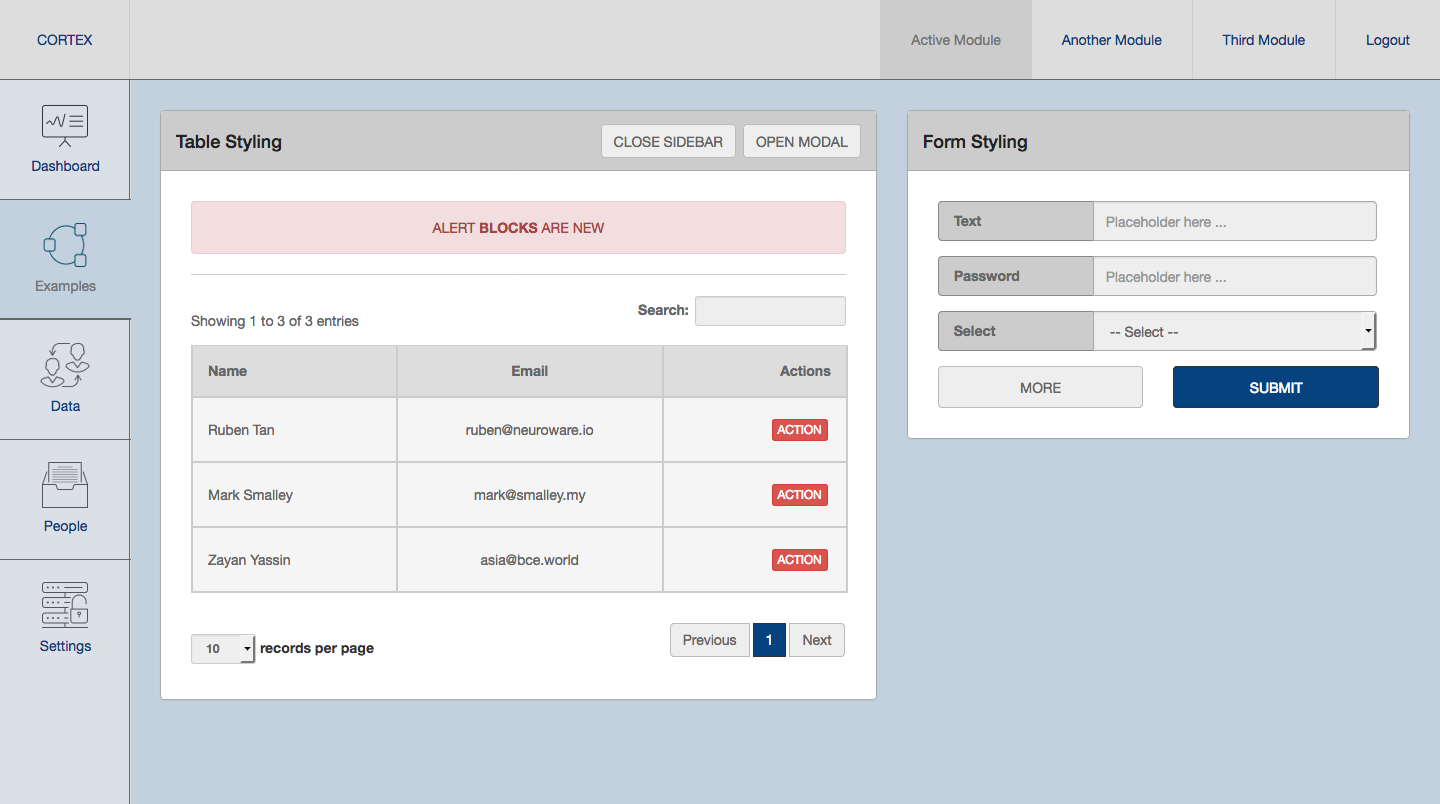 CORTEX
Active Module
Another Module
Third Module
Logout
Dashboard
Examples
Data
People
Settings
Table Styling
CLOSE SIDEBAR
OPEN MODAL
ALERT BLOCKS ARE NEW
Showing 1 to 3 of 3 entries
Search:
Name Email Actions
Ruben Tan ruben@neuroware.io ACTION
Mark Smalley mark@smalley.my ACTION
Zayan Yassin asia@bce.world ACTION
10 records per page
Previous 1 Next
Form Styling
Text Placeholder here ...
Password Placeholder here ...
Select -- Select --
MORE
SUBMIT